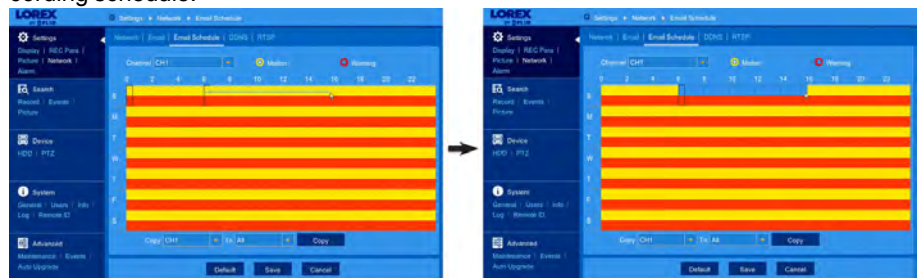 cording schedule.
LOREX
BY FLIR
Settings ▸ Network ▸ Email Schedule
Settings
Display | REC Para |
Picture | Network |
Alarm
Search
Record | Events |
Picture
Device
HDD | PTZ
System
General | Users | Info |
Log | Remote ID
Advanced
Maintenance | Events |
Auto Upgrade
Network | Email | Email Schedule | DDNS | RTSP
Channel CH1 Motion Warning
0 2 4 6 8 10 12 14 16 18 20 22
S
M
T
W
T
F
S
Copy CH1 To All Copy
Default Save Cancel
LOREX
BY FLIR
Settings ▸ Network ▸ Email Schedule
Settings
Display | REC Para |
Picture | Network |
Alarm
Search
Record | Events |
Picture
Device
HDD | PTZ
System
General | Users | Info |
Log | Remote ID
Advanced
Maintenance | Events |
Auto Upgrade
Network | Email | Email Schedule | DDNS | RTSP
Channel CH1 Motion Warning
0 2 4 6 8 10 12 14 16 18 20 22
S
M
T
W
T
F
S
Copy CH1 To All Copy
Default Save Cancel